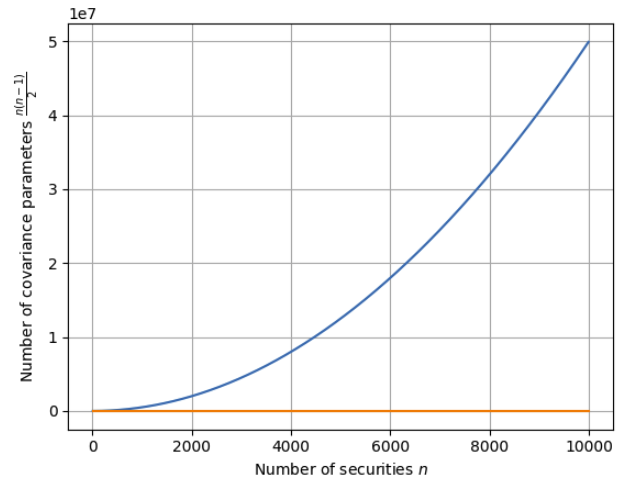 1e7
5
4
3
2
1
0
Number of covariance parameters n(n−1)/2
0 2000 4000 6000 8000 10000
Number of securities n